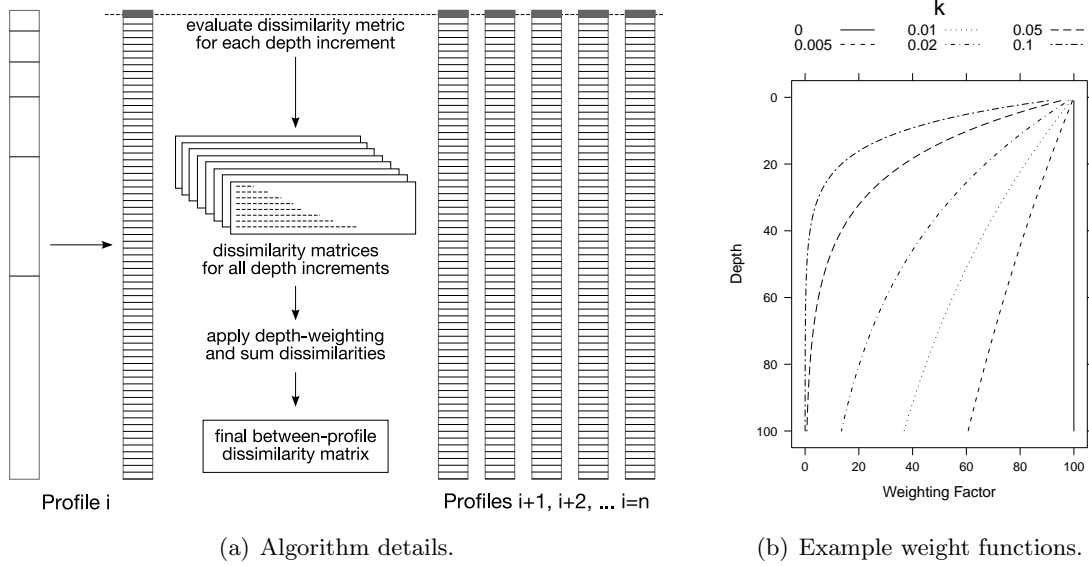 evaluate dissimilarity metric
for each depth increment
dissimilarity matrices
for all depth increments
apply depth-weighting
and sum dissimilarities
final between-profile
dissimilarity matrix
Profile i
Profiles i+1, i+2, ... i=n
(a) Algorithm details.
k
0
0.005
0.01
0.02
0.05
0.1
Depth
0
20
40
60
80
100
0
20
40
60
80
100
Weighting Factor
(b) Example weight functions.